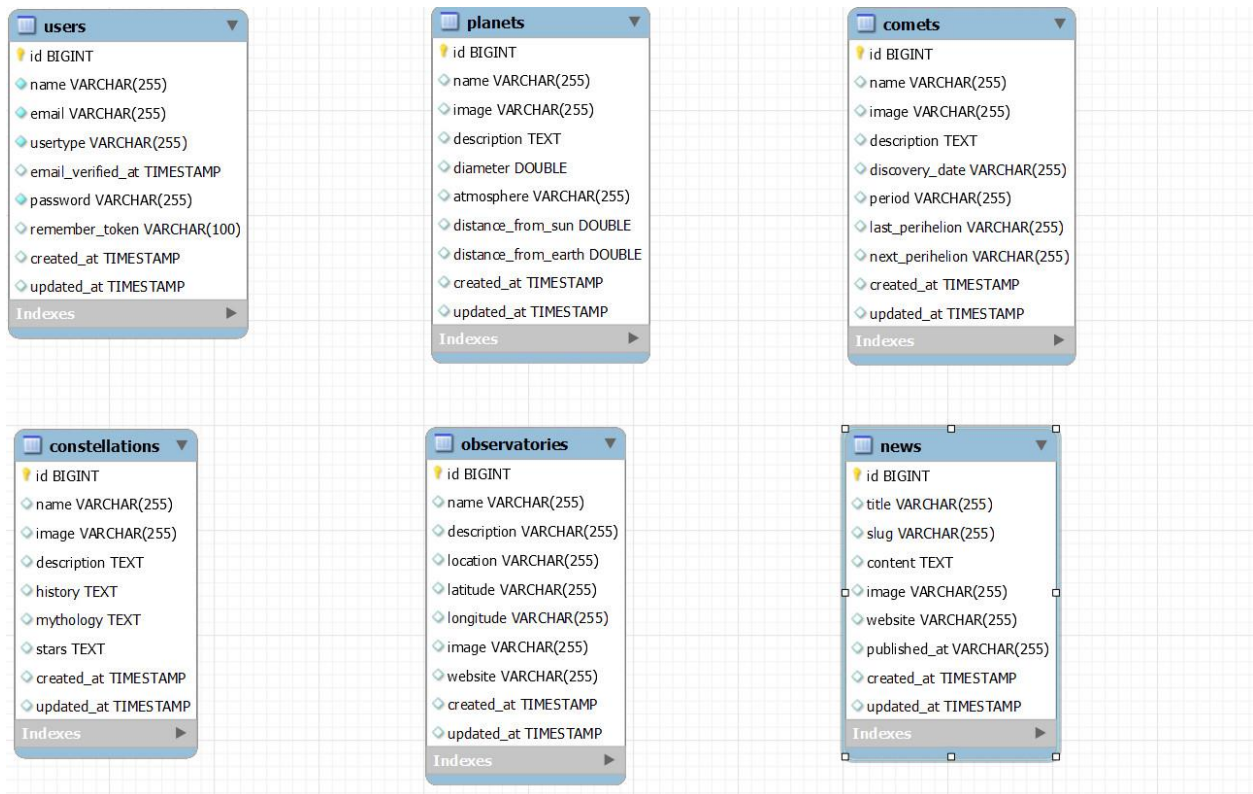 users
id BIGINT
name VARCHAR(255)
email VARCHAR(255)
usertype VARCHAR(255)
email_verified_at TIMESTAMP
password VARCHAR(255)
remember_token VARCHAR(100)
created_at TIMESTAMP
updated_at TIMESTAMP
Indexes
planets
id BIGINT
name VARCHAR(255)
image VARCHAR(255)
description TEXT
diameter DOUBLE
atmosphere VARCHAR(255)
distance_from_sun DOUBLE
distance_from_earth DOUBLE
created_at TIMESTAMP
updated_at TIMESTAMP
Indexes
comets
id BIGINT
name VARCHAR(255)
image VARCHAR(255)
description TEXT
discovery_date VARCHAR(255)
period VARCHAR(255)
last_perihelion VARCHAR(255)
next_perihelion VARCHAR(255)
created_at TIMESTAMP
updated_at TIMESTAMP
Indexes
constellations
id BIGINT
name VARCHAR(255)
image VARCHAR(255)
description TEXT
history TEXT
mythology TEXT
stars TEXT
created_at TIMESTAMP
updated_at TIMESTAMP
Indexes
observatories
id BIGINT
name VARCHAR(255)
description VARCHAR(255)
location VARCHAR(255)
latitude VARCHAR(255)
longitude VARCHAR(255)
image VARCHAR(255)
website VARCHAR(255)
created_at TIMESTAMP
updated_at TIMESTAMP
Indexes
news
id BIGINT
title VARCHAR(255)
slug VARCHAR(255)
content TEXT
image VARCHAR(255)
website VARCHAR(255)
published_at VARCHAR(255)
created_at TIMESTAMP
updated_at TIMESTAMP
Indexes